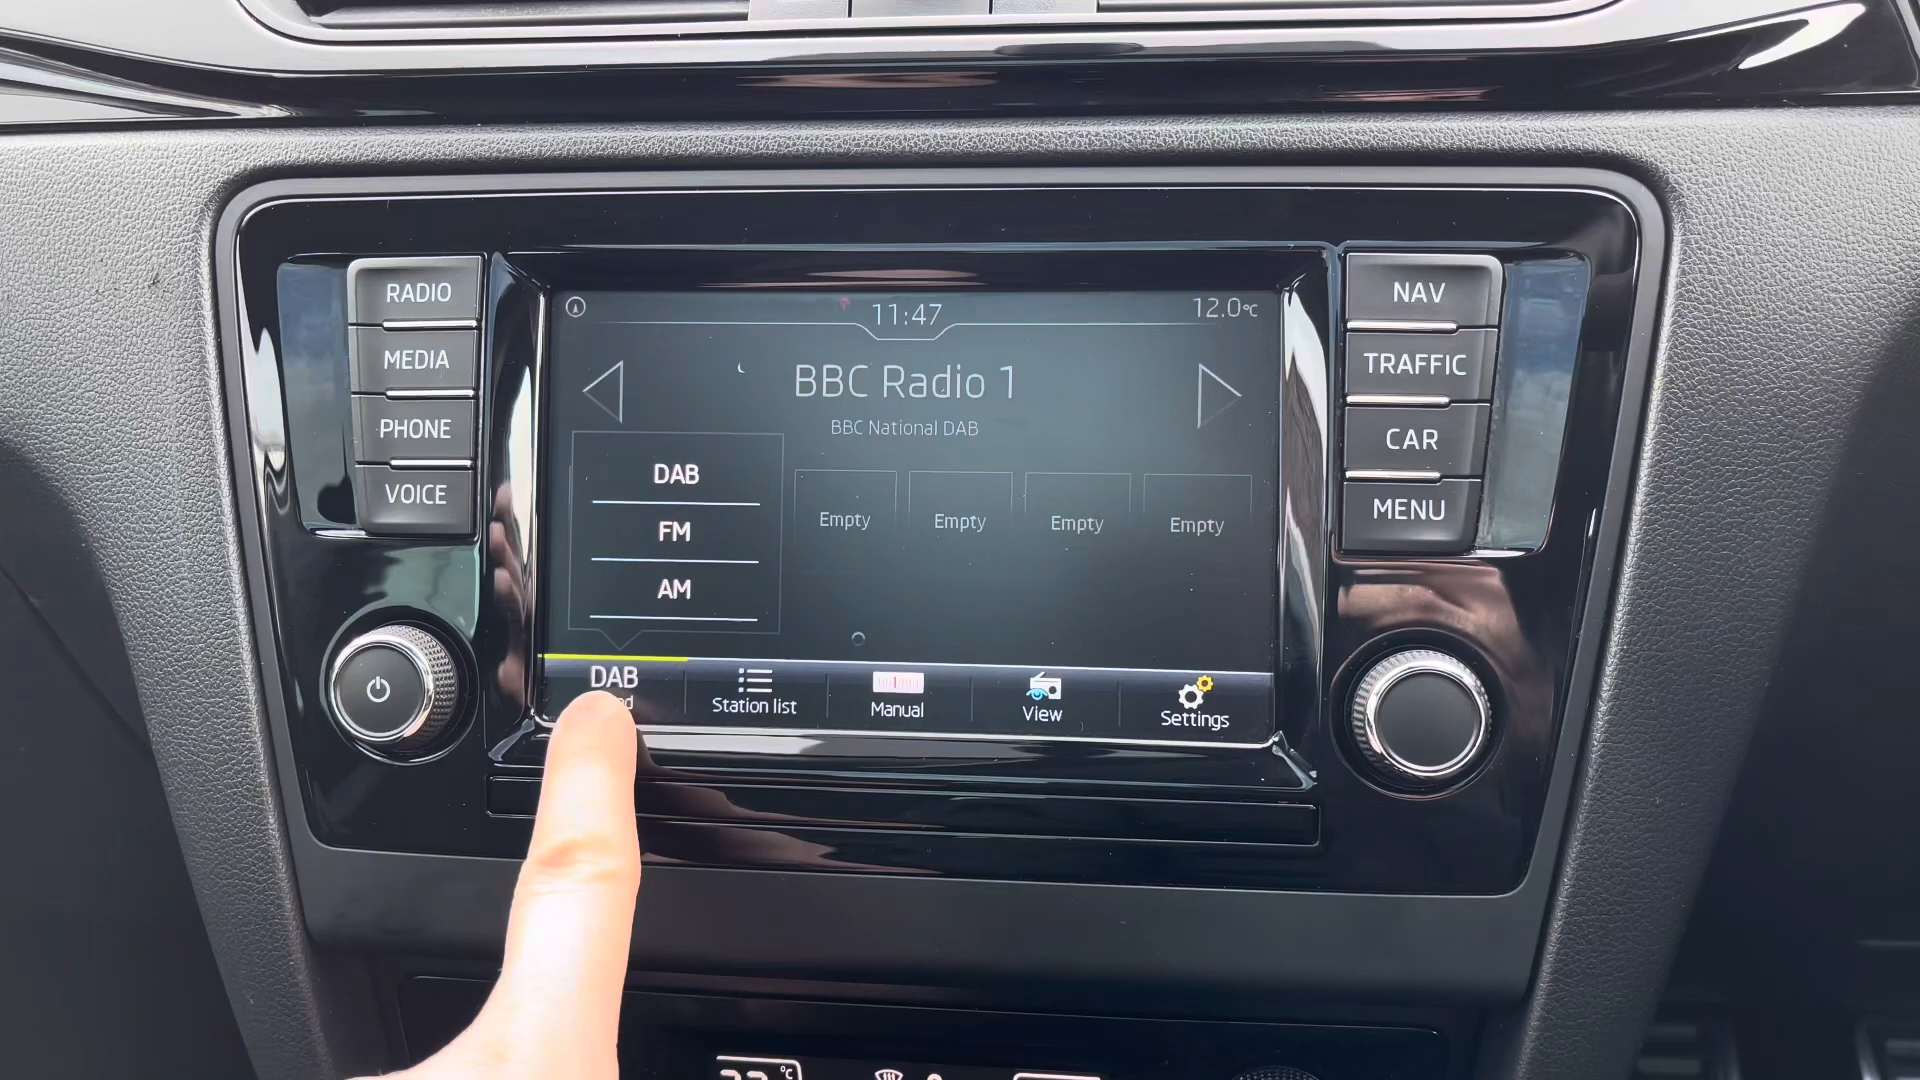 RADIO
MEDIA
PHONE
VOICE
11:47
12.0°C
BBC Radio 1
BBC National DAB
DAB
FM
AM
Empty
Empty
Empty
Empty
DAB
Station list
Manual
View
Settings
NAV
TRAFFIC
CAR
MENU
°C